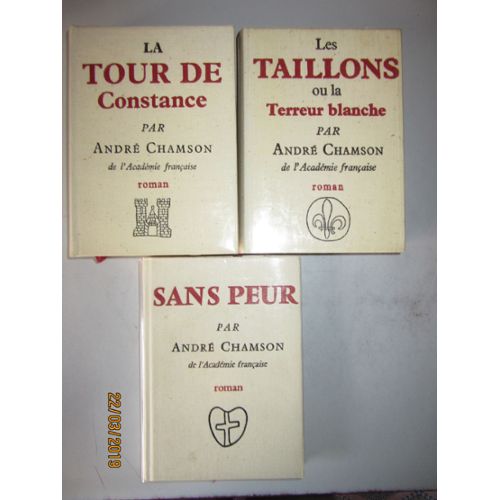 LA
TOUR DE
Constance
PAR
ANDRÉ CHAMSON
de l'Académie française
roman
Les
TAILLONS
ou la
Terreur blanche
PAR
ANDRÉ CHAMSON
de l'Académie française
roman
SANS PEUR
PAR
ANDRÉ CHAMSON
de l'Académie française
roman
22/03/2019